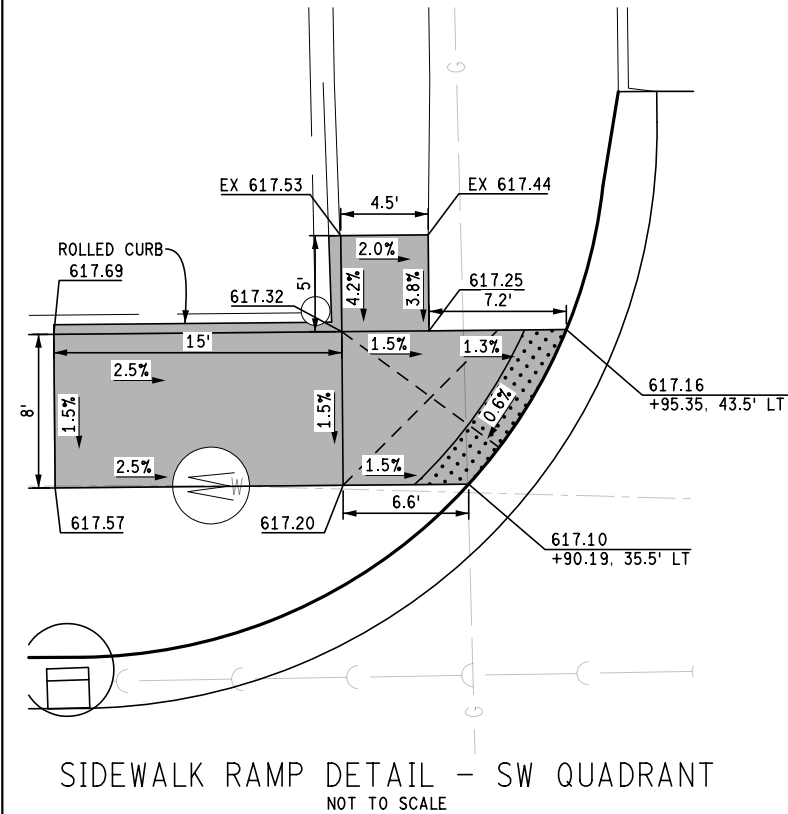 G
EX 617.53
EX 617.44
4.5'
2.0%
ROLLED CURB
617.69
5'
4.2%
3.8%
617.25
617.32
7.2'
15'
1.5%
1.3%
2.5%
617.16
+95.35, 43.5' LT
8'
1.5%
1.5%
0.6%
2.5%
1.5%
W
617.57
617.20
6.6'
617.10
+90.19, 35.5' LT
G
SIDEWALK RAMP DETAIL - SW QUADRANT
NOT TO SCALE